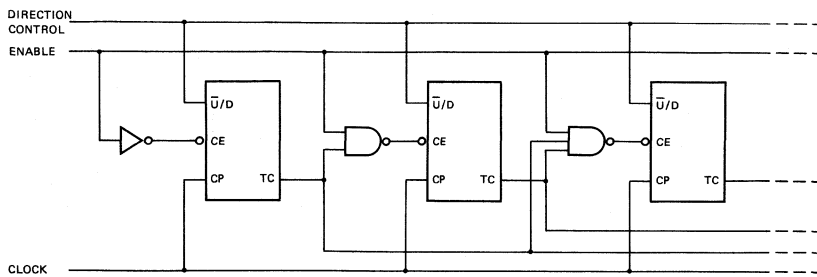 DIRECTION
CONTROL
ENABLE
U̅/D
U̅/D
U̅/D
CE
CE
CE
CP TC
CP TC
CP TC
CLOCK